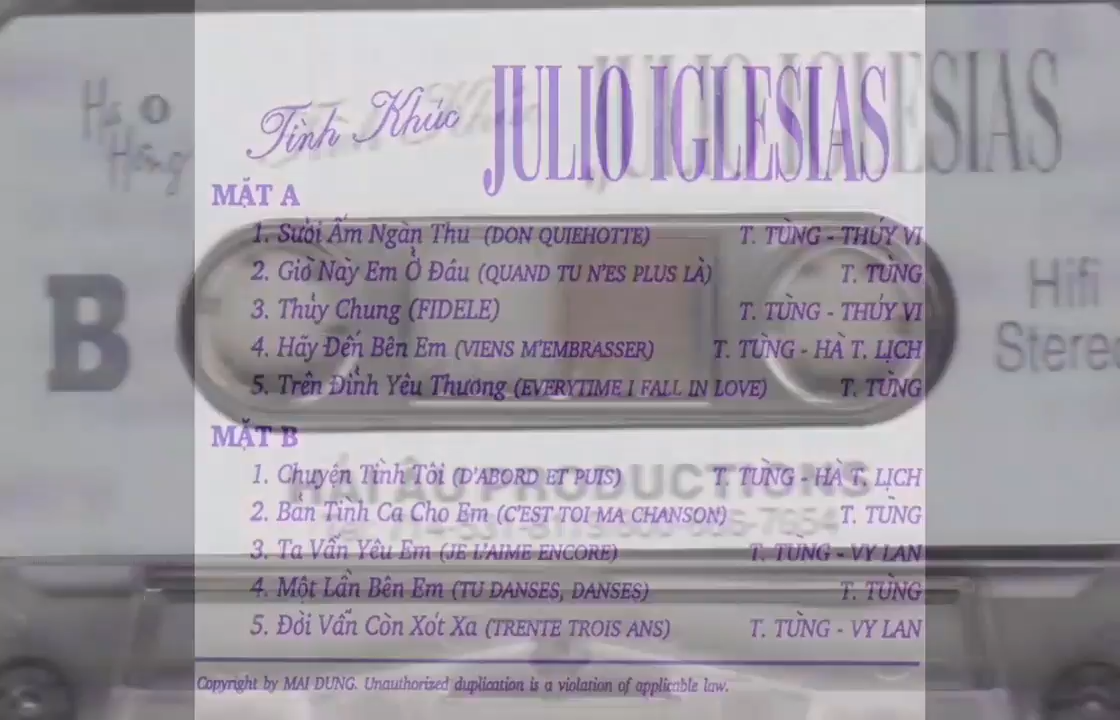 Tình Khúc JULIO IGLESIAS
MẶT A
1. Sưởi Ấm Ngàn Thu (DON QUIEHOTTE) T. TÙNG - THÚY VI
2. Giờ Này Em Ở Đâu (QUAND TU N'ES PLUS LÀ) T. TÙNG
3. Thủy Chung (FIDELE) T. TÙNG - THÚY VI
4. Hãy Đến Bên Em (VIENS M'EMBRASSER) T. TÙNG - HÀ T. LỊCH
5. Trên Đỉnh Yêu Thương (EVERYTIME I FALL IN LOVE) T. TÙNG
B
Hifi
Stereo
MẶT B
1. Chuyện Tình Tôi (D'ABORD ET PUIS) T. TÙNG - HÀ T. LỊCH
2. Bản Tình Ca Cho Em (C'EST TOI MA CHANSON) T. TÙNG
3. Ta Vẫn Yêu Em (JE L'AIME ENCORE) T. TÙNG - VY LAN
4. Một Lần Bên Em (TU DANSES, DANSES) T. TÙNG
5. Đời Vẫn Còn Xót Xa (TRENTE TROIS ANS) T. TÙNG - VY LAN
HẢI ÂU PRODUCTIONS
Copyright by MAI DUNG. Unauthorized duplication is a violation of applicable law.